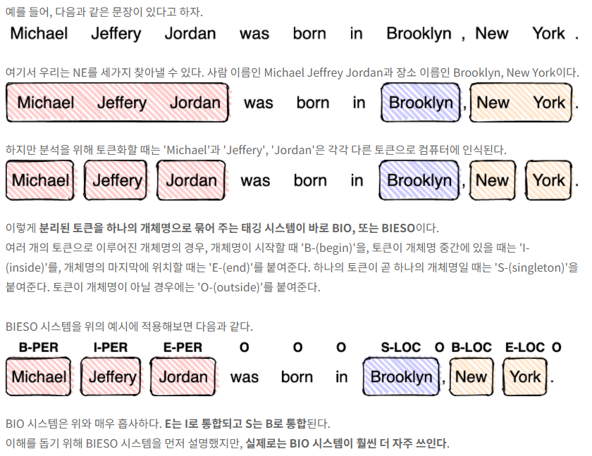 예를 들어, 다음과 같은 문장이 있다고 하자.
Michael Jeffery Jordan was born in Brooklyn , New York .
여기서 우리는 NE를 세가지 찾아낼 수 있다. 사람 이름인 Michael Jeffrey Jordan과 장소 이름인 Brooklyn, New York이다.
Michael Jeffery Jordan was born in Brooklyn , New York .
하지만 분석을 위해 토큰화할 때는 'Michael'과 'Jeffery', 'Jordan'은 각각 다른 토큰으로 컴퓨터에 인식된다.
Michael Jeffery Jordan was born in Brooklyn , New York .
이렇게 분리된 토큰을 하나의 개체명으로 묶어 주는 태깅 시스템이 바로 BIO, 또는 BIESO이다.
여러 개의 토큰으로 이루어진 개체명의 경우, 개체명이 시작할 때 'B-(begin)'을, 토큰이 개체명 중간에 있을 때는 'I-
(inside)'를, 개체명의 마지막에 위치할 때는 'E-(end)'를 붙여준다. 하나의 토큰이 곧 하나의 개체명일 때는 'S-(singleton)'을
붙여준다. 토큰이 개체명이 아닐 경우에는 'O-(outside)'를 붙여준다.
BIESO 시스템을 위의 예시에 적용해보면 다음과 같다.
B-PER I-PER E-PER O O O S-LOC O B-LOC E-LOC O
Michael Jeffery Jordan was born in Brooklyn , New York .
BIO 시스템은 위와 매우 흡사하다. E는 I로 통합되고 S는 B로 통합된다.
이해를 돕기 위해 BIESO 시스템을 먼저 설명했지만, 실제로는 BIO 시스템이 훨씬 더 자주 쓰인다.